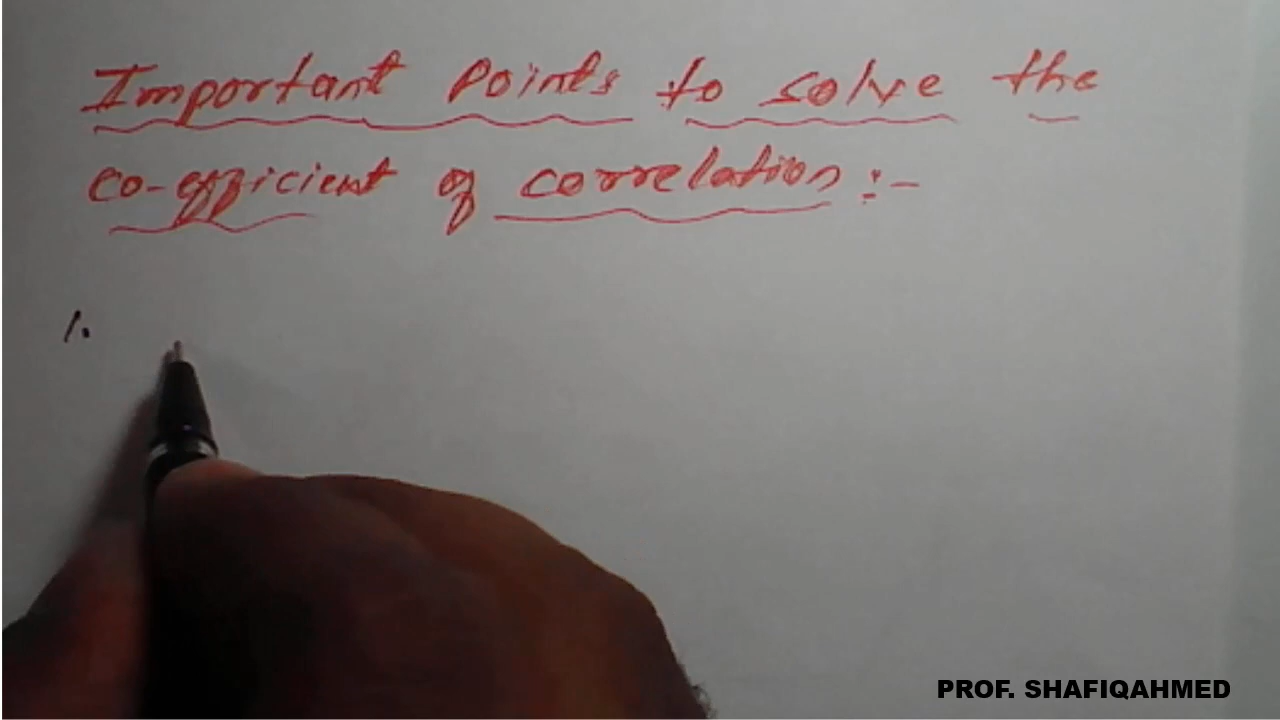 Important Points to solve the
co-efficient of correlation :-
1.
PROF. SHAFIQAHMED